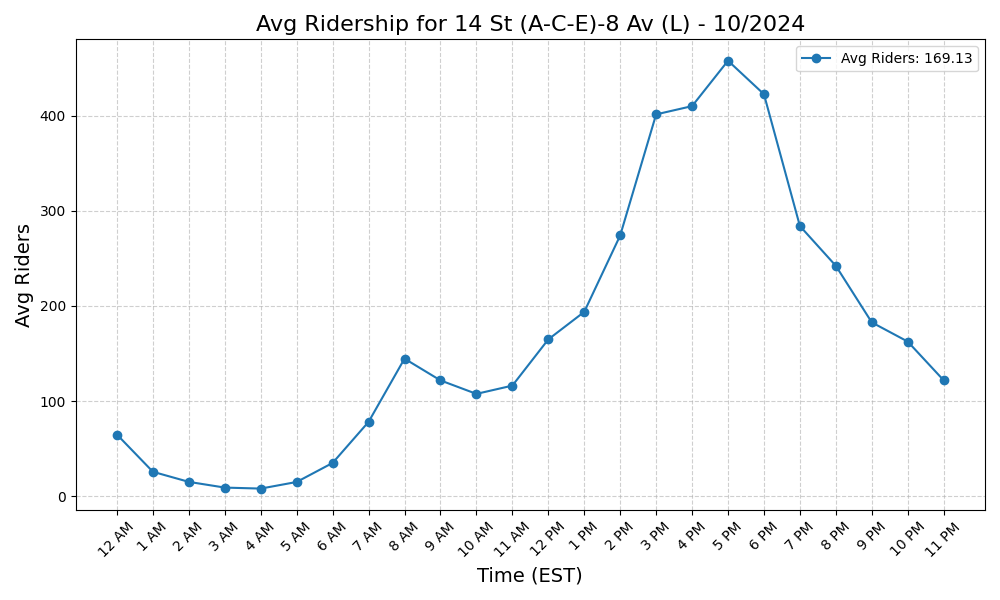 Avg Ridership for 14 St (A-C-E)-8 Av (L) - 10/2024
Avg Riders: 169.13
Avg Riders
400
300
200
100
0
12 AM
1 AM
2 AM
3 AM
4 AM
5 AM
6 AM
7 AM
8 AM
9 AM
10 AM
11 AM
12 PM
1 PM
2 PM
3 PM
4 PM
5 PM
6 PM
7 PM
8 PM
9 PM
10 PM
11 PM
Time (EST)